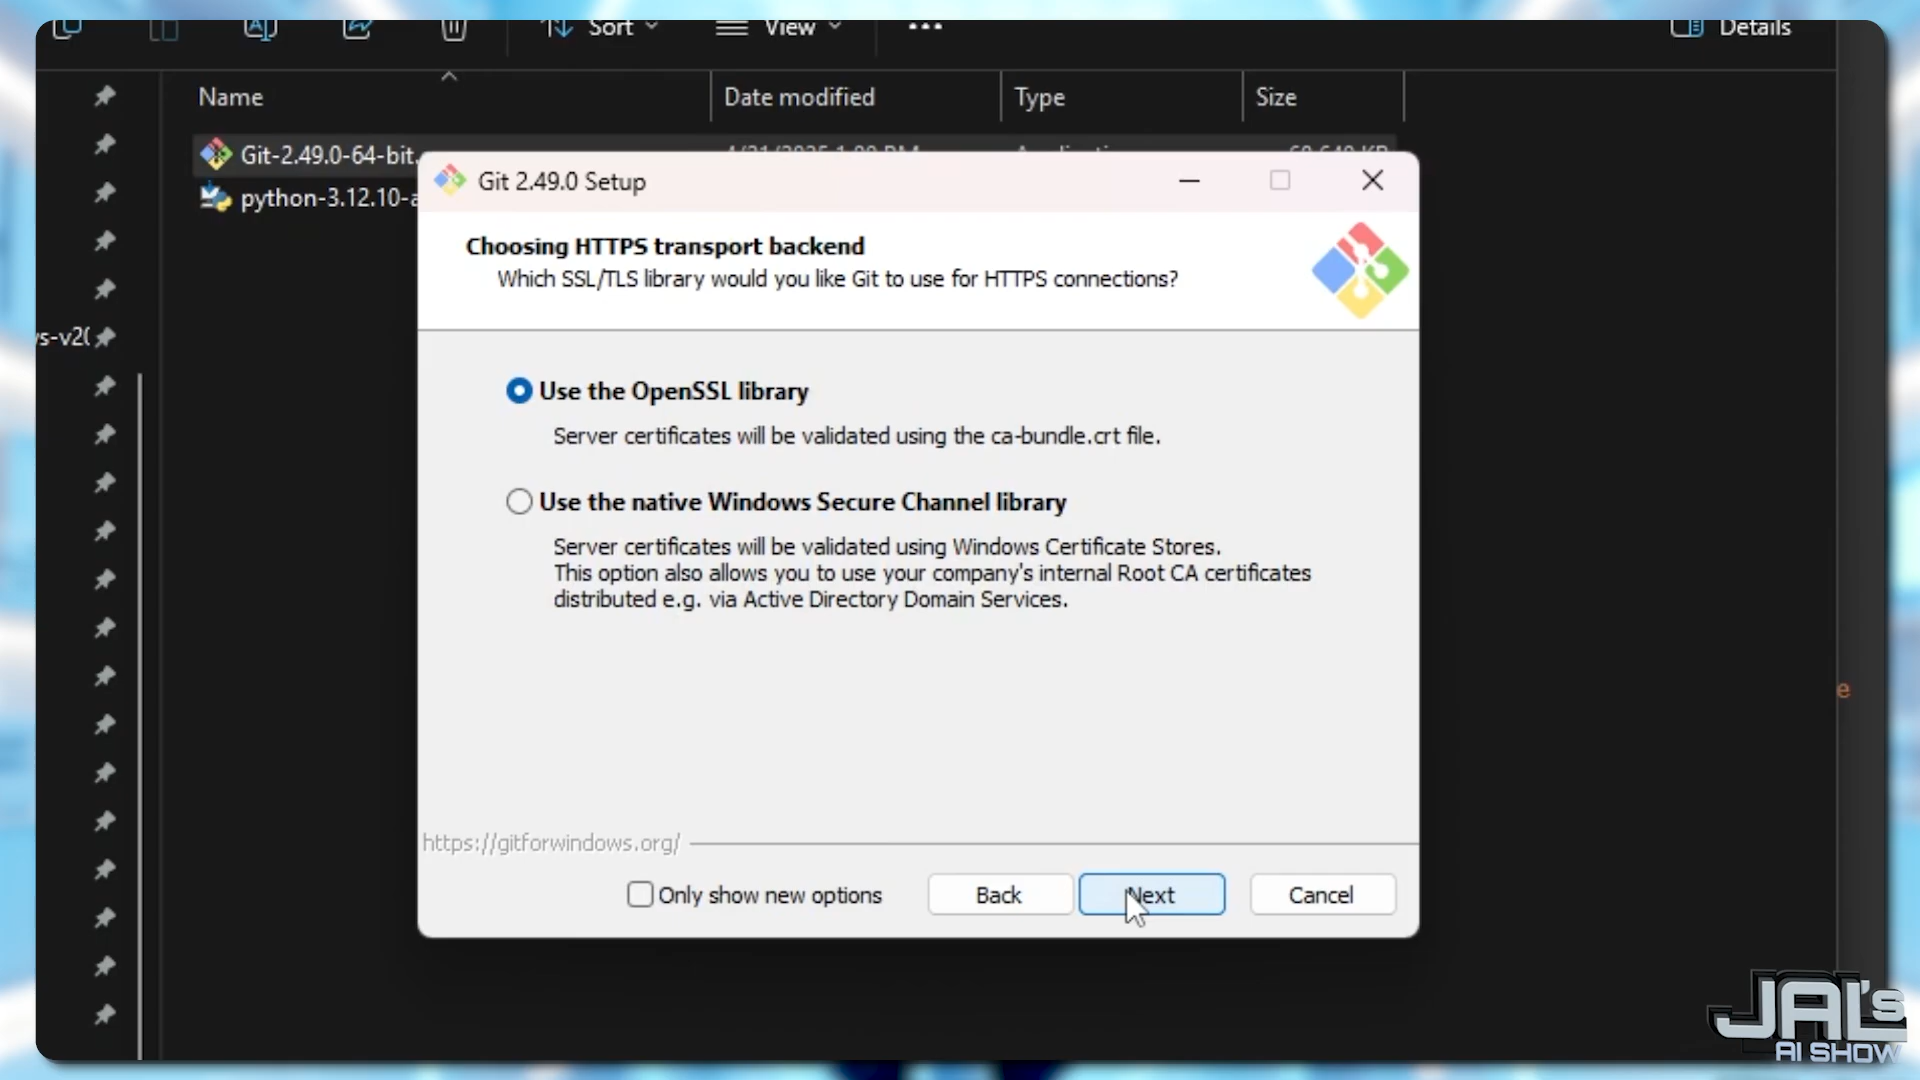 Sort
View
Details
Name
Date modified
Type
Size
Git-2.49.0-64-bit.
python-3.12.10-a
Git 2.49.0 Setup
Choosing HTTPS transport backend
Which SSL/TLS library would you like Git to use for HTTPS connections?
Use the OpenSSL library
Server certificates will be validated using the ca-bundle.crt file.
Use the native Windows Secure Channel library
Server certificates will be validated using Windows Certificate Stores.
This option also allows you to use your company's internal Root CA certificates
distributed e.g. via Active Directory Domain Services.
s-v2(
e
https://gitforwindows.org/
Only show new options
Back
Next
Cancel
JAL's
AI SHOW